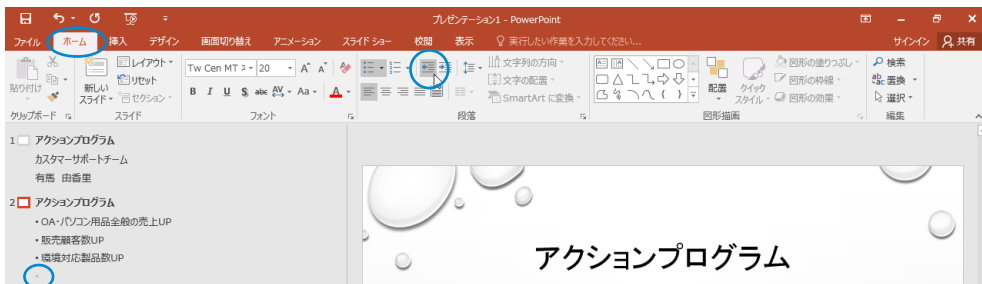 プレゼンテーション1 - PowerPoint
ファイル ホーム 挿入 デザイン 画面切り替え アニメーション スライド ショー 校閲 表示 実行したい作業を入力してください... サインイン 共有
貼り付け
新しい
スライド
レイアウト
リセット
セクション
Tw Cen MT 20 A A
B I U S abc AV Aa A
文字列の方向
文字の配置
SmartArt に変換
配置
クイック
スタイル
図形の塗りつぶし
図形の枠線
図形の効果
検索
置換
選択
クリップボード スライド フォント 段落 図形描画 編集
1 アクションプログラム
カスタマーサポートチーム
有馬 由香里
2 アクションプログラム
・OA・パソコン用品全般の売上UP
・販売顧客数UP
・環境対応製品数UP
アクションプログラム